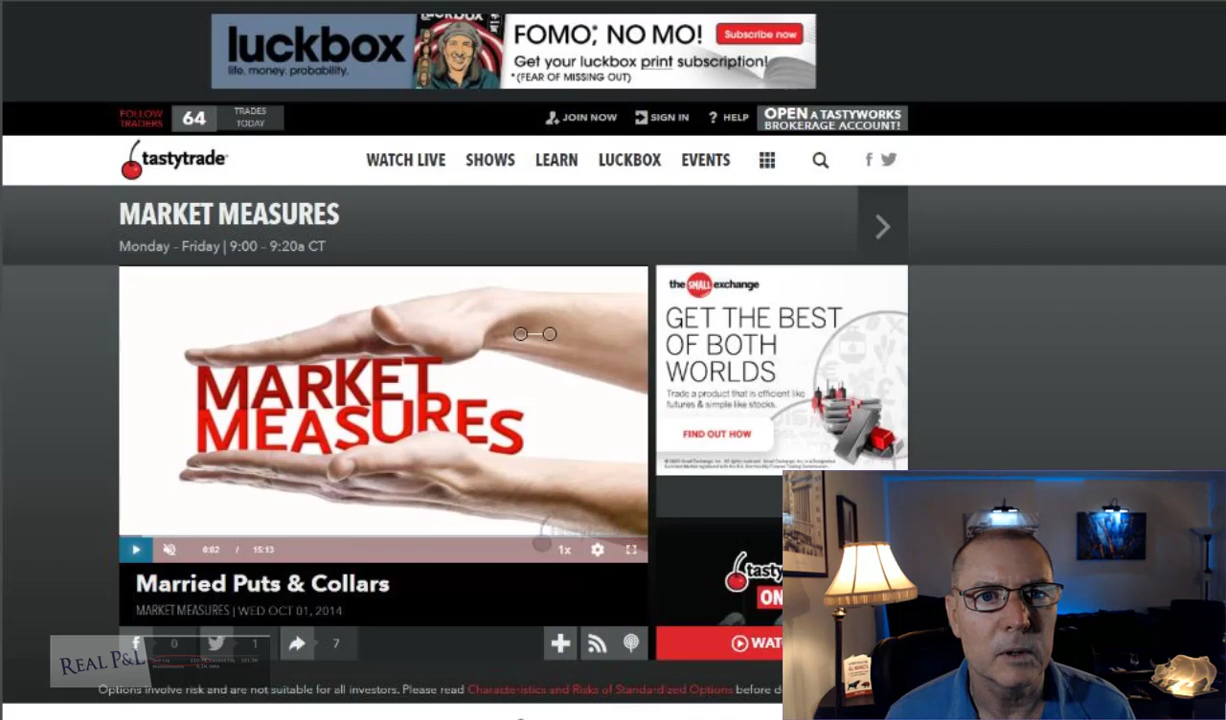 luckbox
life. money. probability.
FOMO*, NO MO!
Subscribe now
Get your luckbox print subscription!
*(FEAR OF MISSING OUT)
FOLLOW
TRADERS
64
TRADES
TODAY
JOIN NOW
SIGN IN
? HELP
OPEN A TASTYWORKS
BROKERAGE ACCOUNT!
tastytrade
WATCH LIVE
SHOWS
LEARN
LUCKBOX
EVENTS
MARKET MEASURES
Monday - Friday | 9:00 - 9:20a CT
MARKET
MEASURES
the SMALL exchange
GET THE BEST
OF BOTH
WORLDS
Trade a product that is efficient like
futures & simple like stocks.
FIND OUT HOW
0:02 / 15:13
1x
Married Puts & Collars
MARKET MEASURES | WED OCT 01, 2014
0
1
7
tasty
ON
WAT
REAL P&L
Options involve risk and are not suitable for all investors. Please read Characteristics and Risks of Standardized Options before d